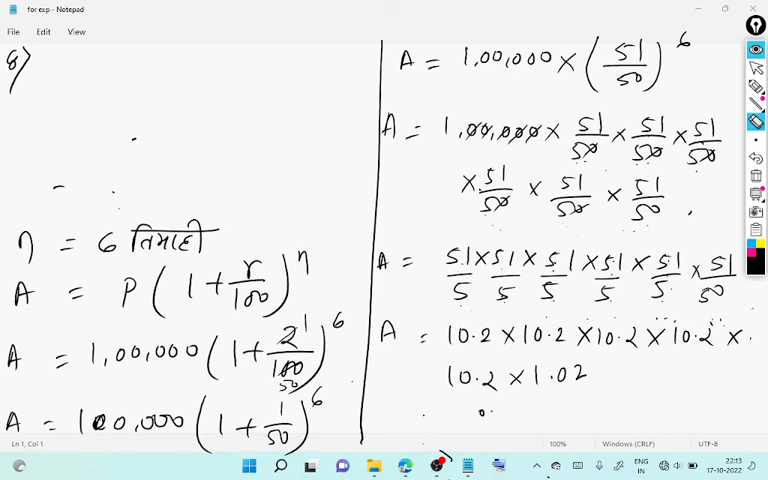 for exp - Notepad
File Edit View
8)
n = 6 तिमाही
A = P ( 1 + r/100 )^n
A = 1,00,000 ( 1 + 2^1/100 50 )^6
A = 100,000 ( 1 + 1/50 )^6
A = 1,00,000 × ( 51/50 )^6
A = 1,00,000 × 51/50 × 51/50 × 51/50
× 51/50 × 51/50 × 51/50
A = 51/5 × 51/5 × 51/5 × 51/5 × 51/5 × 51/50
A = 10.2 × 10.2 × 10.2 × 10.2 ×
10.2 × 1.02
Ln 1, Col 1 100% Windows (CRLF) UTF-8
ENG
IN
22:13
17-10-2022